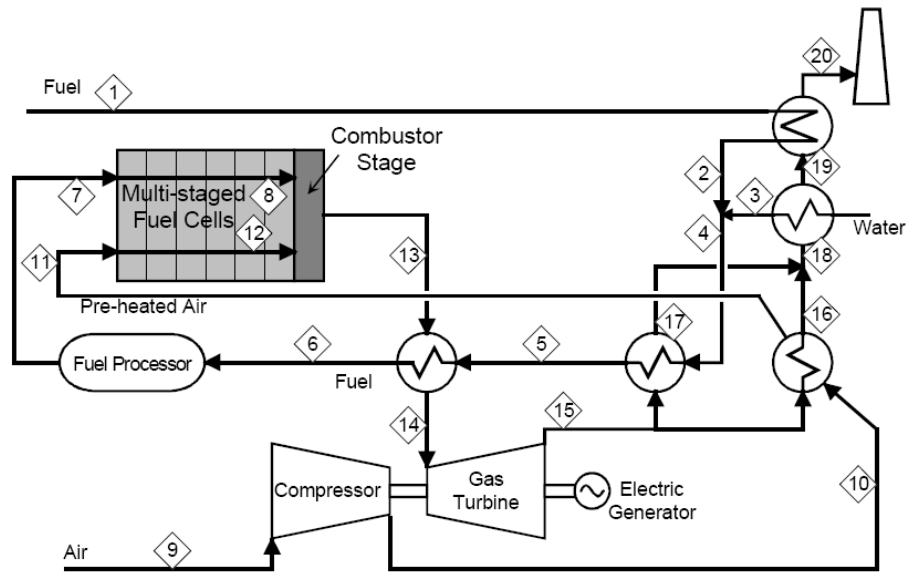 20
Fuel
1
Combustor
Stage
2
19
7
Multi-staged
Fuel Cells
8
3
Water
4
12
11
13
18
Pre-heated Air
17
16
Fuel Processor
6
5
Fuel
14
15
Compressor
Gas
Turbine
Electric
Generator
10
Air
9